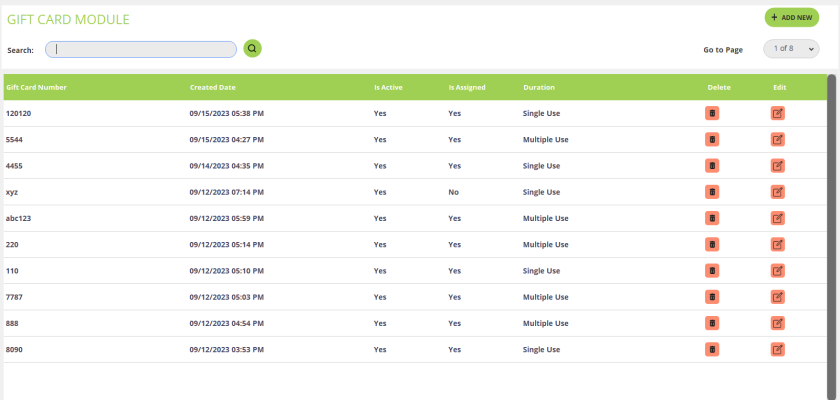 GIFT CARD MODULE
+ ADD NEW
Search:
Go to Page 1 of 8
Gift Card Number Created Date Is Active Is Assigned Duration Delete Edit
120120 09/15/2023 05:38 PM Yes Yes Single Use
5544 09/15/2023 04:27 PM Yes Yes Multiple Use
4455 09/14/2023 04:35 PM Yes Yes Single Use
xyz 09/12/2023 07:14 PM Yes No Single Use
abc123 09/12/2023 05:59 PM Yes Yes Multiple Use
220 09/12/2023 05:14 PM Yes Yes Multiple Use
110 09/12/2023 05:10 PM Yes Yes Single Use
7787 09/12/2023 05:03 PM Yes Yes Multiple Use
888 09/12/2023 04:54 PM Yes Yes Multiple Use
8090 09/12/2023 03:53 PM Yes Yes Single Use